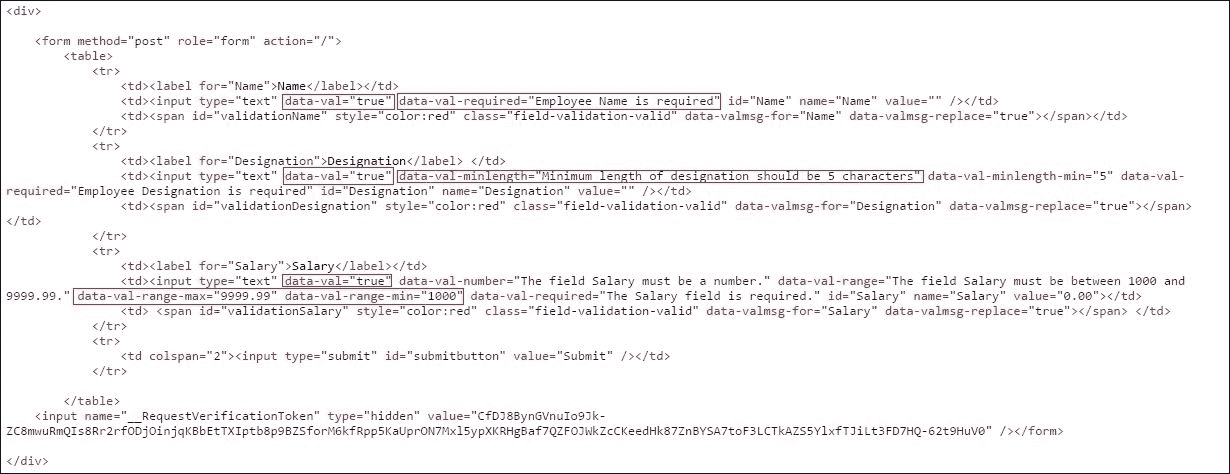 <div>
<form method="post" role="form" action="/">
<table>
<tr>
<td><label for="Name">Name</label></td>
<td><input type="text" data-val="true" data-val-required="Employee Name is required" id="Name" name="Name" value="" /></td>
<td><span id="validationName" style="color:red" class="field-validation-valid" data-valmsg-for="Name" data-valmsg-replace="true"></span></td>
</tr>
<tr>
<td><label for="Designation">Designation</label> </td>
<td><input type="text" data-val="true" data-val-minlength="Minimum length of designation should be 5 characters" data-val-minlength-min="5" data-val-
required="Employee Designation is required" id="Designation" name="Designation" value="" /></td>
<td><span id="validationDesignation" style="color:red" class="field-validation-valid" data-valmsg-for="Designation" data-valmsg-replace="true"></span>
</td>
</tr>
<tr>
<td><label for="Salary">Salary</label></td>
<td><input type="text" data-val="true" data-val-number="The field Salary must be a number." data-val-range="The field Salary must be between 1000 and
9999.99." data-val-range-max="9999.99" data-val-range-min="1000" data-val-required="The Salary field is required." id="Salary" name="Salary" value="0.00"></td>
<td> <span id="validationSalary" style="color:red" class="field-validation-valid" data-valmsg-for="Salary" data-valmsg-replace="true"></span> </td>
</tr>
<tr>
<td colspan="2"><input type="submit" id="submitbutton" value="Submit" /></td>
</tr>
</table>
<input name="__RequestVerificationToken" type="hidden" value="CfDJ8BynGVnuIo9Jk-
ZC8mwuRmQIs8Rr2rfODjOinjqKBbEtTXIptb8p9BZSforM6kfRpp5KaUprON7Mxl5ypXKRHgBaf7QZFOJWkZcCKeedHk87ZnBYSA7toF3LCTkAZS5YlxfTJiLt3FD7HQ-62t9HuV0" /></form>
</div>